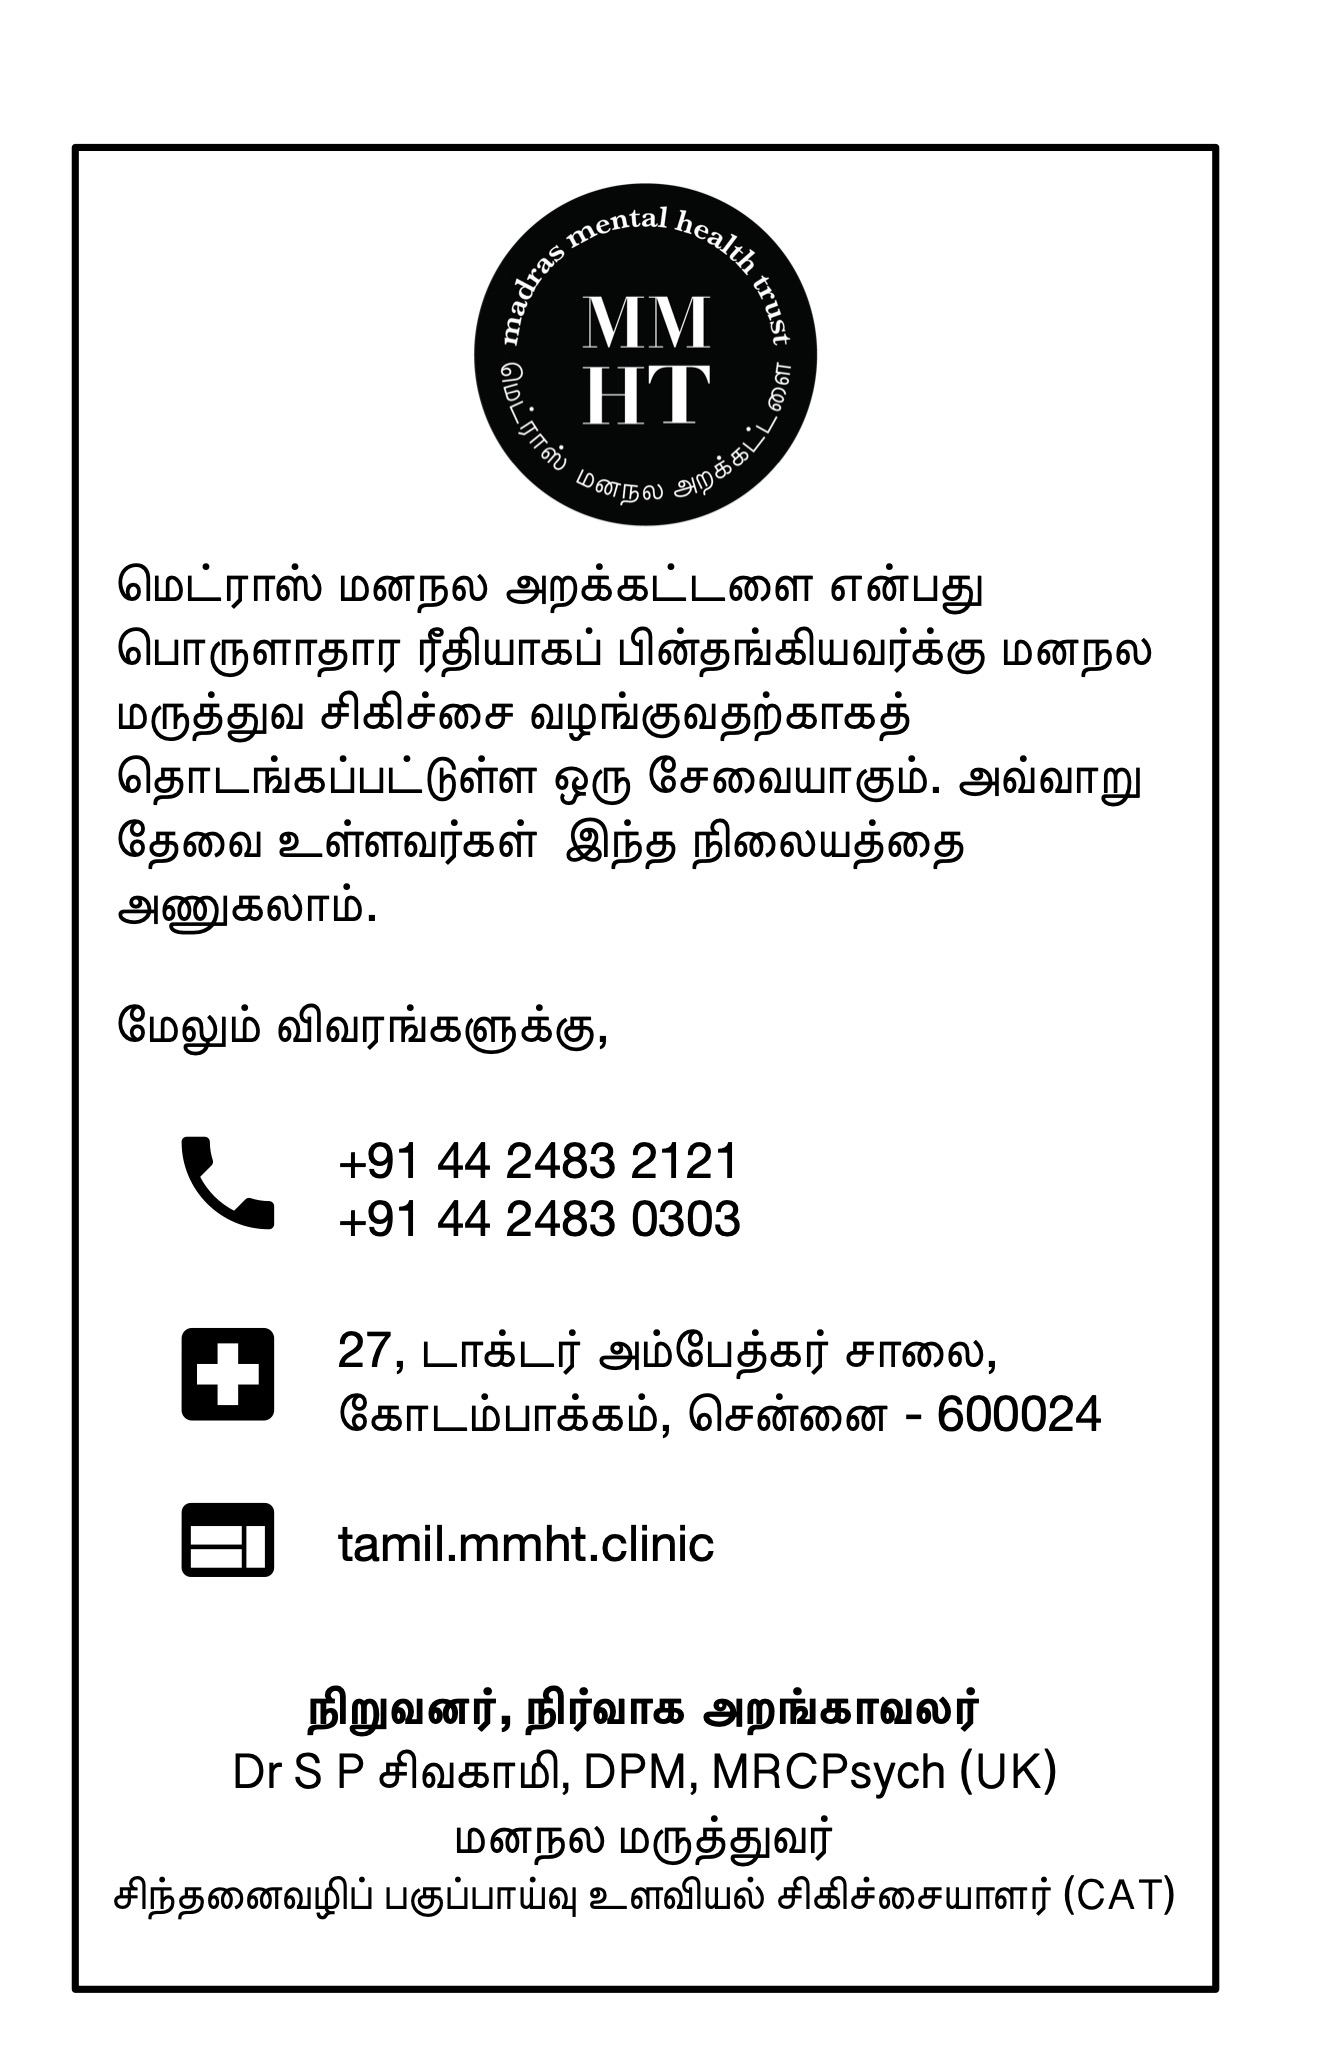 madras mental health trust
MM
HT
மெட்ராஸ் மனநல அறக்கட்டளை
மெட்ராஸ் மனநல அறக்கட்டளை என்பது
பொருளாதார ரீதியாகப் பின்தங்கியவர்க்கு மனநல
மருத்துவ சிகிச்சை வழங்குவதற்காகத்
தொடங்கப்பட்டுள்ள ஒரு சேவையாகும். அவ்வாறு
தேவை உள்ளவர்கள் இந்த நிலையத்தை
அணுகலாம்.
மேலும் விவரங்களுக்கு,
+91 44 2483 2121
+91 44 2483 0303
27, டாக்டர் அம்பேத்கர் சாலை,
கோடம்பாக்கம், சென்னை - 600024
tamil.mmht.clinic
நிறுவனர், நிர்வாக அறங்காவலர்
Dr S P சிவகாமி, DPM, MRCPsych (UK)
மனநல மருத்துவர்
சிந்தனைவழிப் பகுப்பாய்வு உளவியல் சிகிச்சையாளர் (CAT)